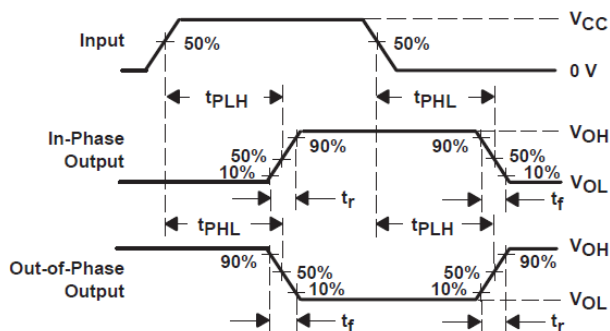 Input
50%
50%
VCC
0 V
tPLH
tPHL
In-Phase
Output
50%
10%
90%
90%
50%
10%
VOH
VOL
tr
tf
tPHL
tPLH
Out-of-Phase
Output
90%
50%
10%
50%
10%
90%
VOH
VOL
tf
tr